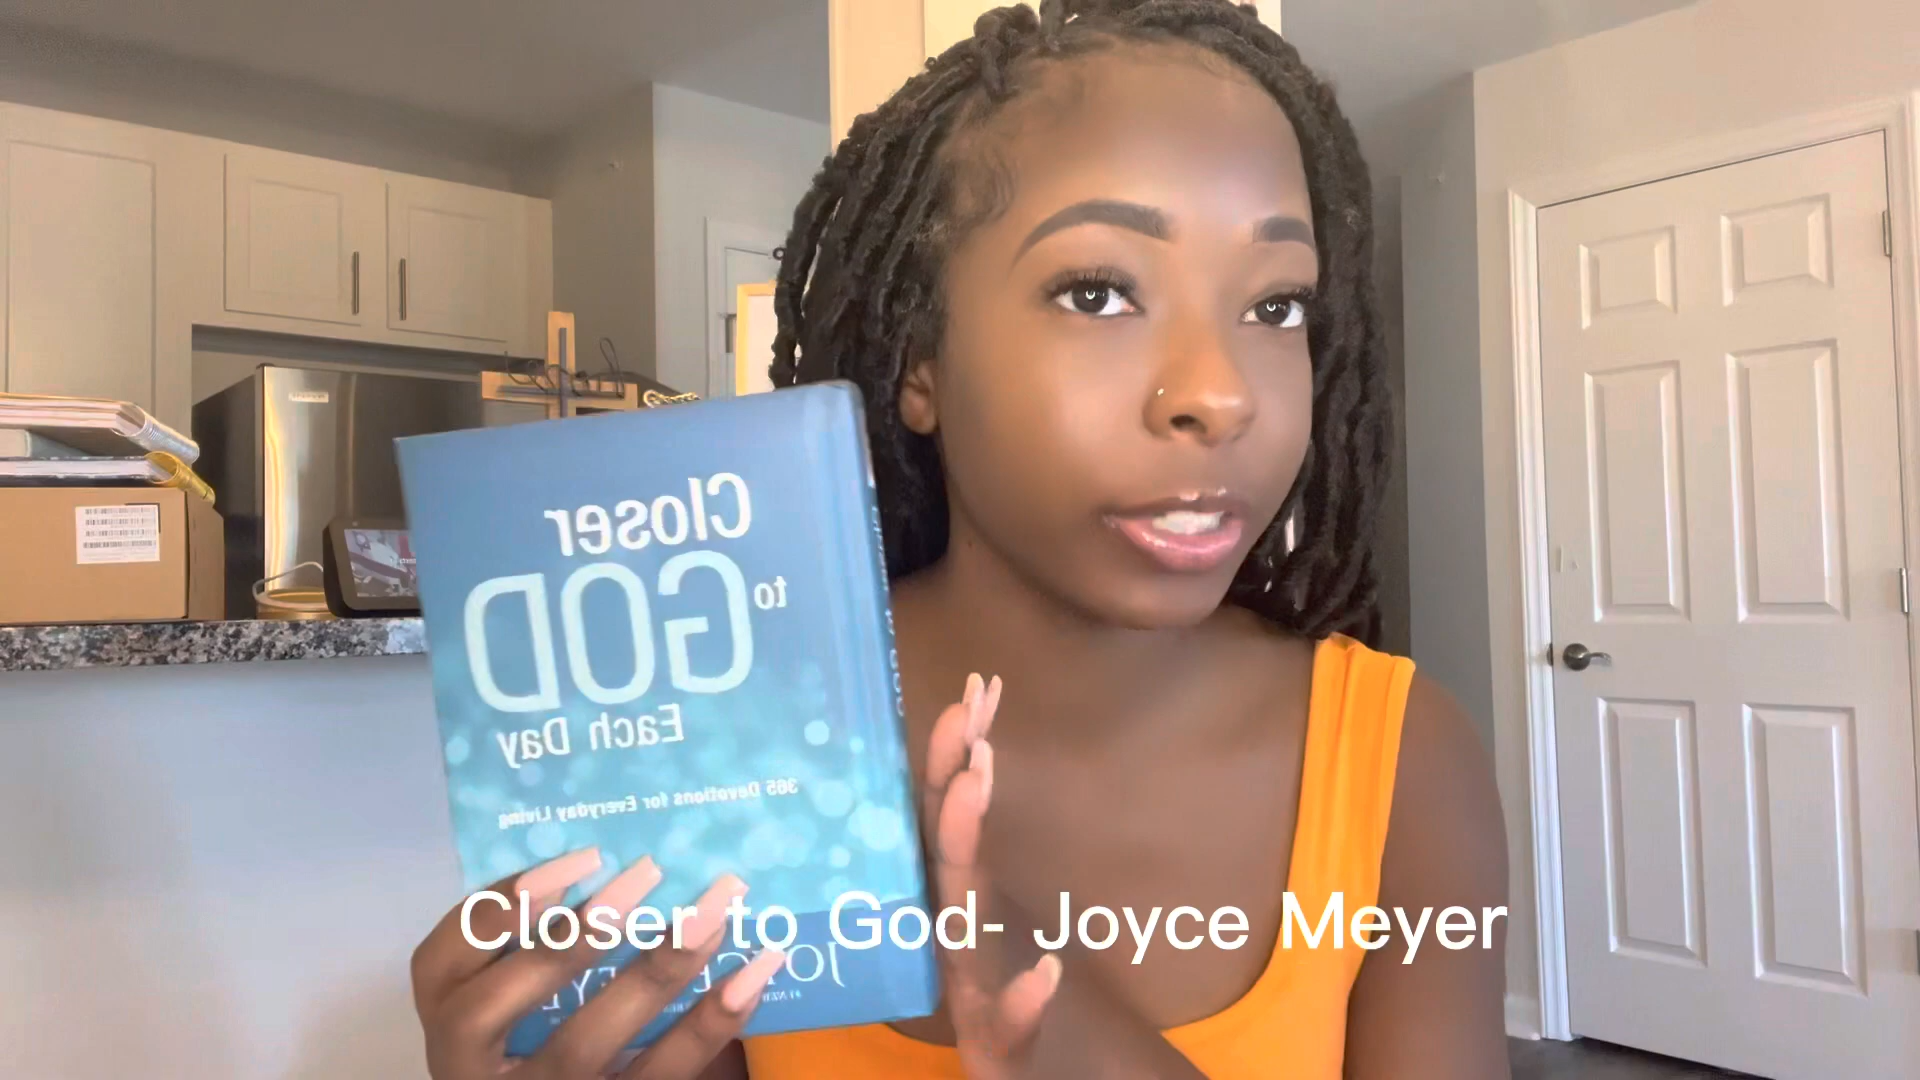 Closer
to GOD
Each Day
365 Devotions for Everyday Living
Closer to God- Joyce Meyer